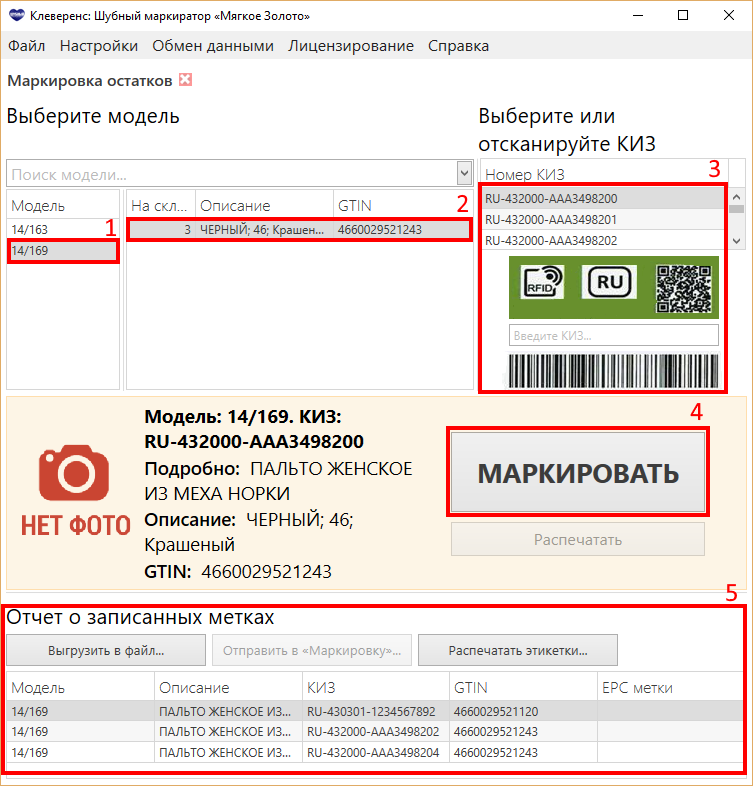 Клеверенс: Шубный маркиратор «Мягкое Золото»
Файл Настройки Обмен данными Лицензирование Справка
Маркировка остатков
Выберите модель
Выберите или
отсканируйте КИЗ
Поиск модели...
Номер КИЗ
3
Модель
На скл... Описание GTIN
2
1
14/163
14/169
3 ЧЕРНЫЙ; 46; Крашен... 4660029521243
RU-432000-AAA3498200
RU-432000-AAA3498201
RU-432000-AAA3498202
RFID
RU
Введите КИЗ...
НЕТ ФОТО
Модель: 14/169. КИЗ:
RU-432000-AAA3498200
Подробно: ПАЛЬТО ЖЕНСКОЕ
ИЗ МЕХА НОРКИ
Описание: ЧЕРНЫЙ; 46;
Крашеный
GTIN: 4660029521243
4
МАРКИРОВАТЬ
Распечатать
5
Отчет о записанных метках
Выгрузить в файл... Отправить в «Маркировку»... Распечатать этикетки...
Модель Описание КИЗ GTIN EPC метки
14/169 ПАЛЬТО ЖЕНСКОЕ ИЗ... RU-430301-1234567892 4660029521120
14/169 ПАЛЬТО ЖЕНСКОЕ ИЗ... RU-432000-AAA3498202 4660029521243
14/169 ПАЛЬТО ЖЕНСКОЕ ИЗ... RU-432000-AAA3498204 4660029521243